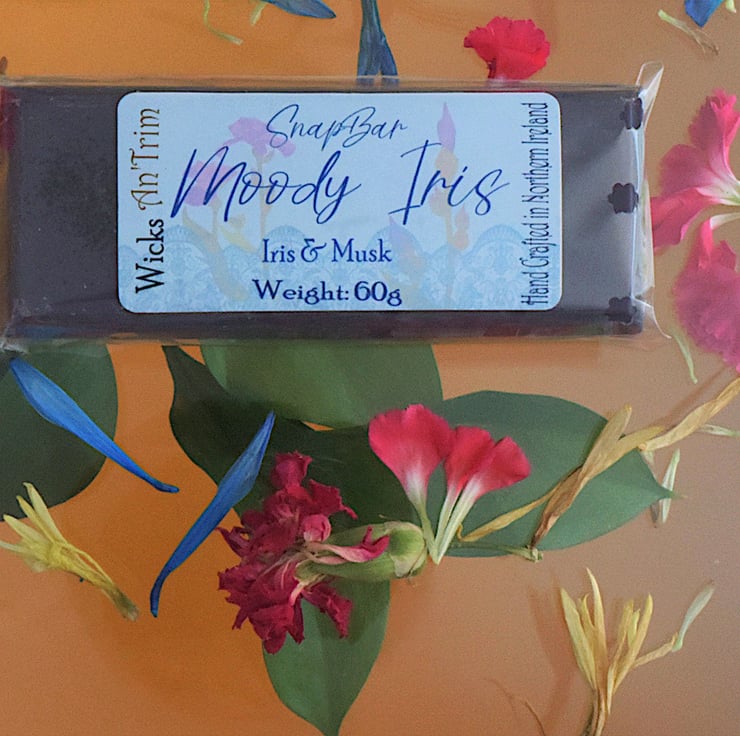 Wicks An'Trim
SnapBar
Moody Iris
Iris & Musk
Weight: 60g
Hand Crafted in Northern Ireland